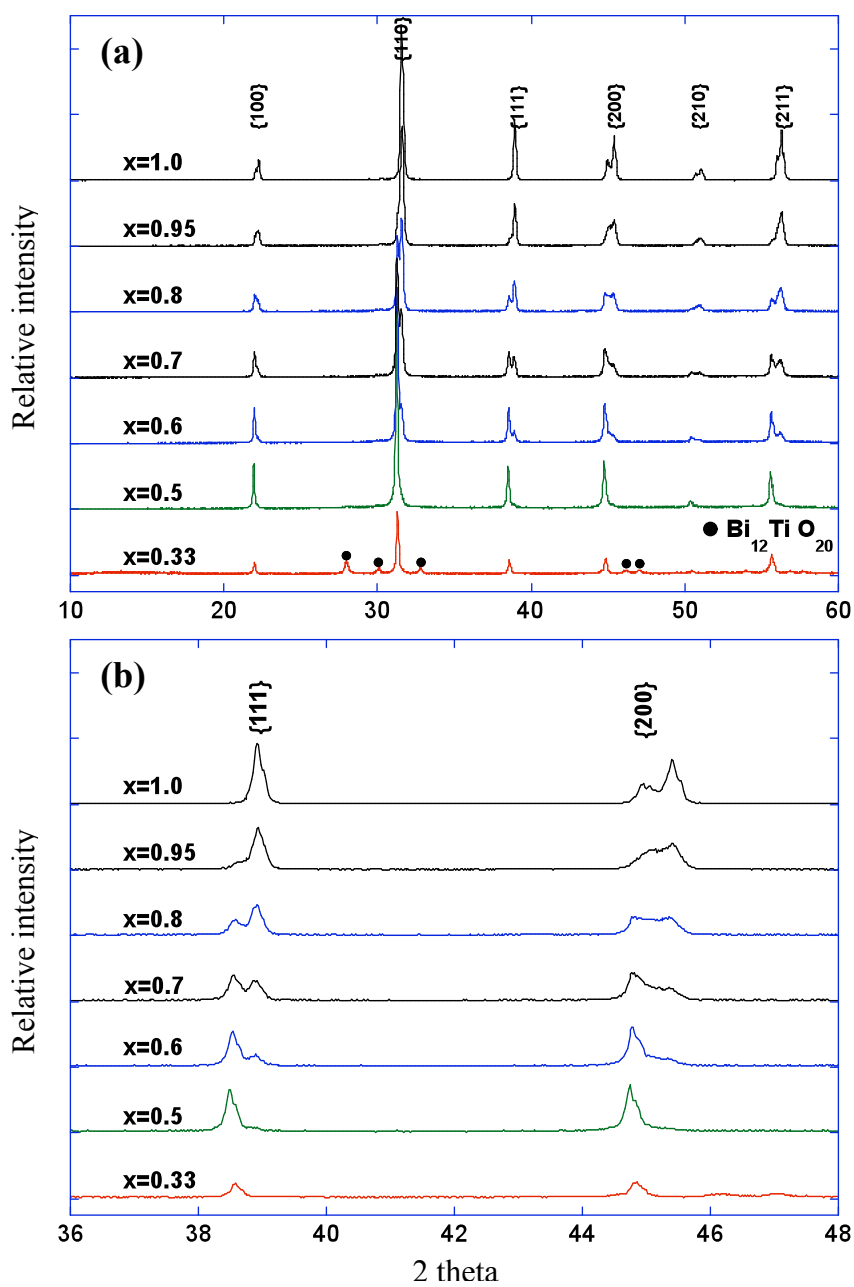 (a)
{100}
{110}
{111}
{200}
{210}
{211}
x=1.0
x=0.95
x=0.8
x=0.7
x=0.6
x=0.5
x=0.33
● Bi12Ti O20
Relative intensity
10 20 30 40 50 60
(b)
{111}
{200}
x=1.0
x=0.95
x=0.8
x=0.7
x=0.6
x=0.5
x=0.33
Relative intensity
36 38 40 42 44 46 48
2 theta